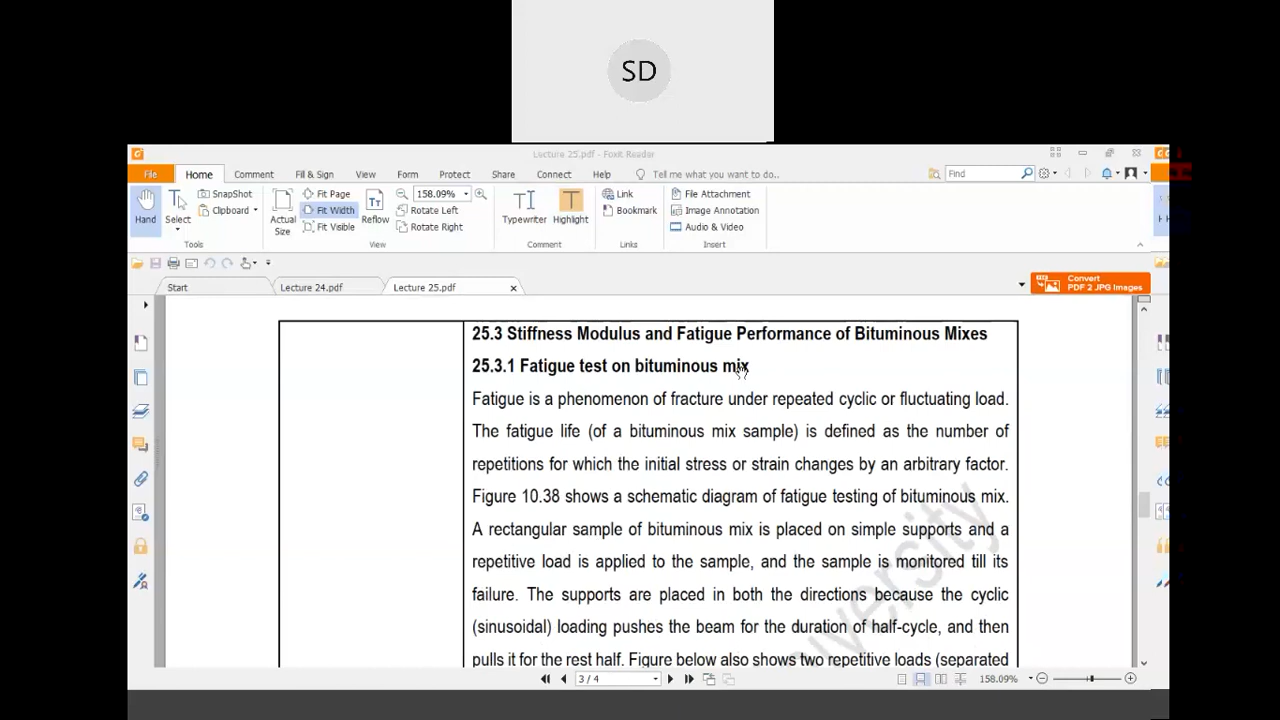 SD
Lecture 25.pdf - Foxit Reader
File Home Comment Fill & Sign View Form Protect Share Connect Help Tell me what you want to do.. Find
SnapShot Fit Page 158.09% Link File Attachment
Clipboard Fit Width Rotate Left Bookmark Image Annotation
Hand Select Actual Size Reflow Fit Visible Rotate Right Typewriter Highlight Audio & Video
Tools View Comment Links Insert
Start Lecture 24.pdf Lecture 25.pdf Convert
PDF 2 JPG Images
25.3 Stiffness Modulus and Fatigue Performance of Bituminous Mixes
25.3.1 Fatigue test on bituminous mix
Fatigue is a phenomenon of fracture under repeated cyclic or fluctuating load.
The fatigue life (of a bituminous mix sample) is defined as the number of
repetitions for which the initial stress or strain changes by an arbitrary factor.
Figure 10.38 shows a schematic diagram of fatigue testing of bituminous mix.
A rectangular sample of bituminous mix is placed on simple supports and a
repetitive load is applied to the sample, and the sample is monitored till its
failure. The supports are placed in both the directions because the cyclic
(sinusoidal) loading pushes the beam for the duration of half-cycle, and then
pulls it for the rest half. Figure below also shows two repetitive loads (separated
3 / 4 158.09%